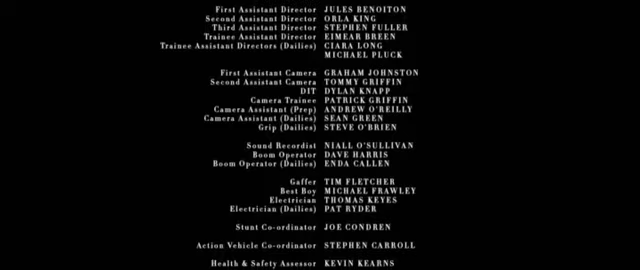 First Assistant Director JULES BENOITON
Second Assistant Director ORLA KING
Third Assistant Director STEPHEN FULLER
Trainee Assistant Director EIMEAR BREEN
Trainee Assistant Directors (Dailies) CIARA LONG
MICHAEL PLUCK
First Assistant Camera GRAHAM JOHNSTON
Second Assistant Camera TOMMY GRIFFIN
DIT DYLAN KNAPP
Camera Trainee PATRICK GRIFFIN
Camera Assistant (Prep) ANDREW O'REILLY
Camera Assistant (Dailies) SEAN GREEN
Grip (Dailies) STEVE O'BRIEN
Sound Recordist NIALL O'SULLIVAN
Boom Operator DAVE HARRIS
Boom Operator (Dailies) ENDA CALLEN
Gaffer TIM FLETCHER
Best Boy MICHAEL FRAWLEY
Electrician THOMAS KEYES
Electrician (Dailies) PAT RYDER
Stunt Co-ordinator JOE CONDREN
Action Vehicle Co-ordinator STEPHEN CARROLL
Health & Safety Assessor KEVIN KEARNS